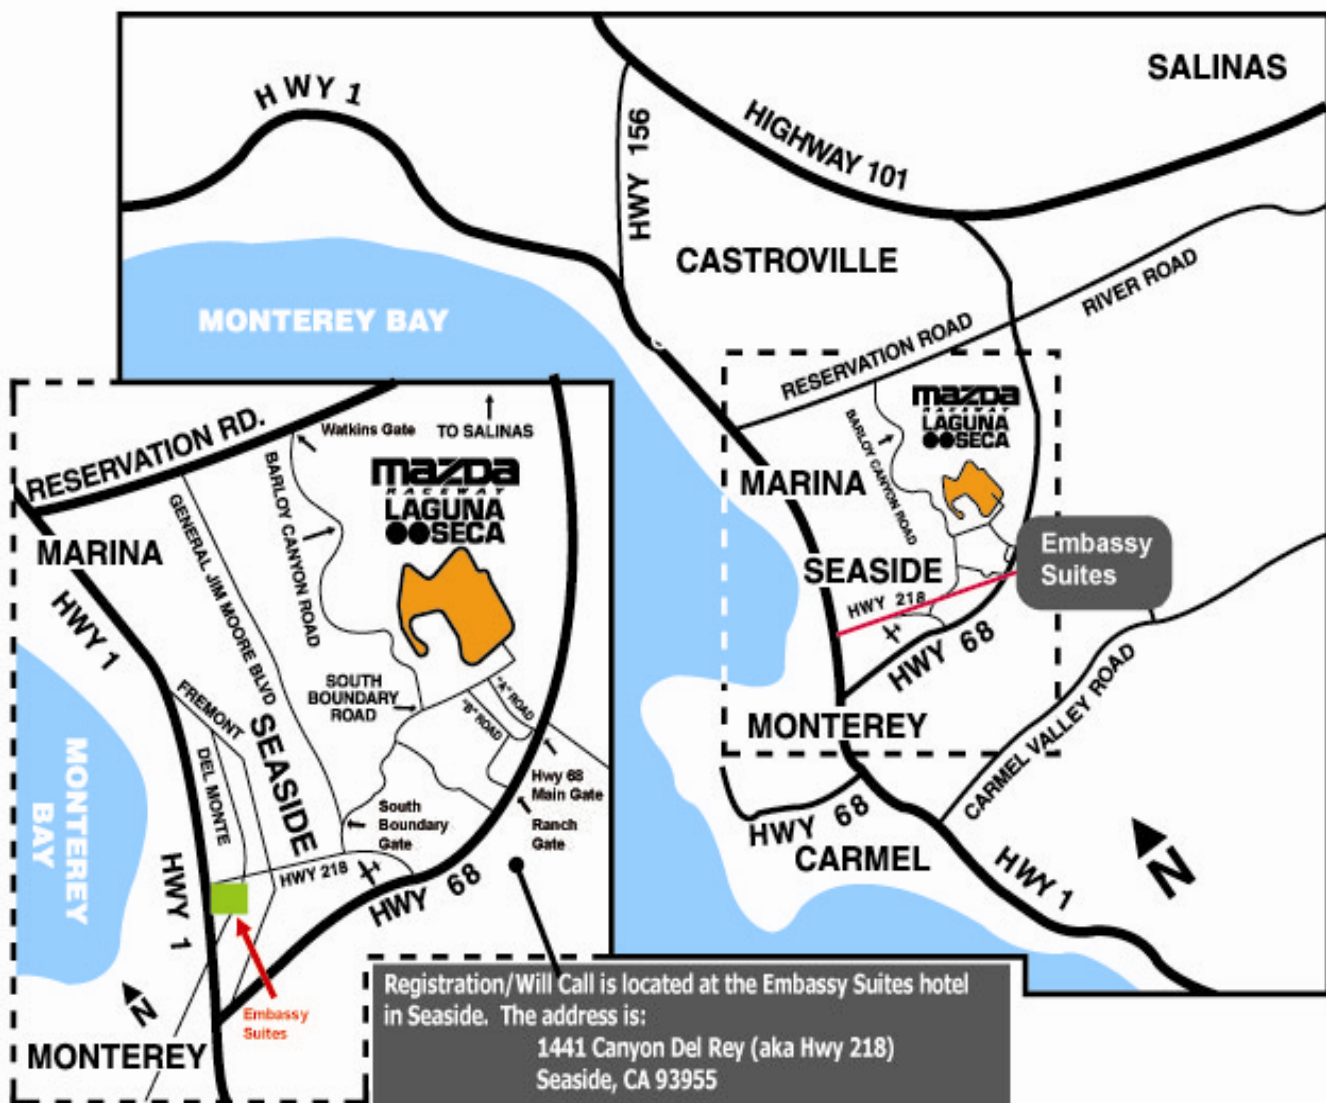 SALINAS
HWY 1
HWY 156
HIGHWAY 101
CASTROVILLE
RIVER ROAD
MONTEREY BAY
RESERVATION ROAD
mazda
RACEWAY
LAGUNA
SECA
BARLOY CANYON ROAD
MARINA
SEASIDE
Embassy
Suites
HWY 218
HWY 68
MONTEREY
CARMEL VALLEY ROAD
HWY 68
CARMEL
HWY 1
N
RESERVATION RD.
Watkins Gate
TO SALINAS
mazda
RACEWAY
LAGUNA
SECA
BARLOY CANYON ROAD
GENERAL JIM MOORE BLVD
MARINA
HWY 1
SOUTH
BOUNDARY
ROAD
"A" ROAD
"B" ROAD
FREMONT
SEASIDE
DEL MONTE
MONTEREY
BAY
Hwy 68
Main Gate
South
Boundary
Gate
Ranch
Gate
HWY 218
HWY 1
HWY 68
N
Embassy
Suites
MONTEREY
Registration/Will Call is located at the Embassy Suites hotel
in Seaside. The address is:
1441 Canyon Del Rey (aka Hwy 218)
Seaside, CA 93955